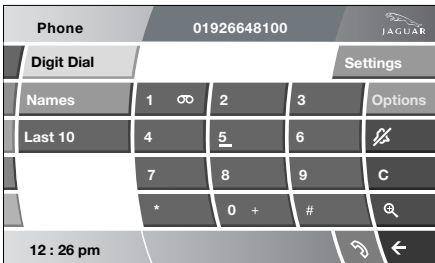 Phone 01926648100 JAGUAR
Digit Dial Settings
Names 1 2 3 Options
Last 10 4 5 6
7 8 9 C
* 0 + #
12 : 26 pm